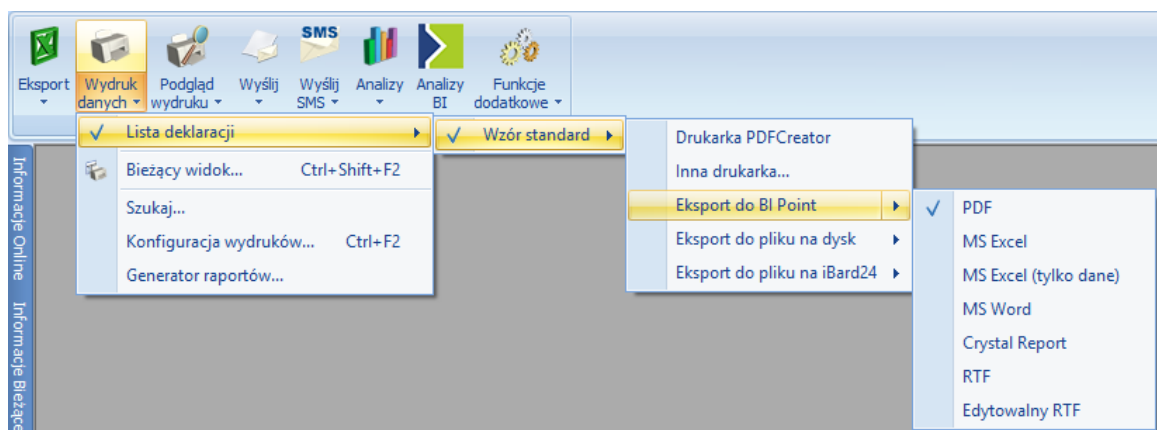 SMS
Eksport
Wydruk danych
Podgląd wydruku
Wyślij
Wyślij SMS
Analizy
Analizy BI
Funkcje dodatkowe
Lista deklaracji
Bieżący widok... Ctrl+Shift+F2
Szukaj...
Konfiguracja wydruków... Ctrl+F2
Generator raportów...
Wzór standard
Drukarka PDFCreator
Inna drukarka...
Eksport do BI Point
Eksport do pliku na dysk
Eksport do pliku na iBard24
PDF
MS Excel
MS Excel (tylko dane)
MS Word
Crystal Report
RTF
Edytowalny RTF
Informacje Online
Informacje Bieżące